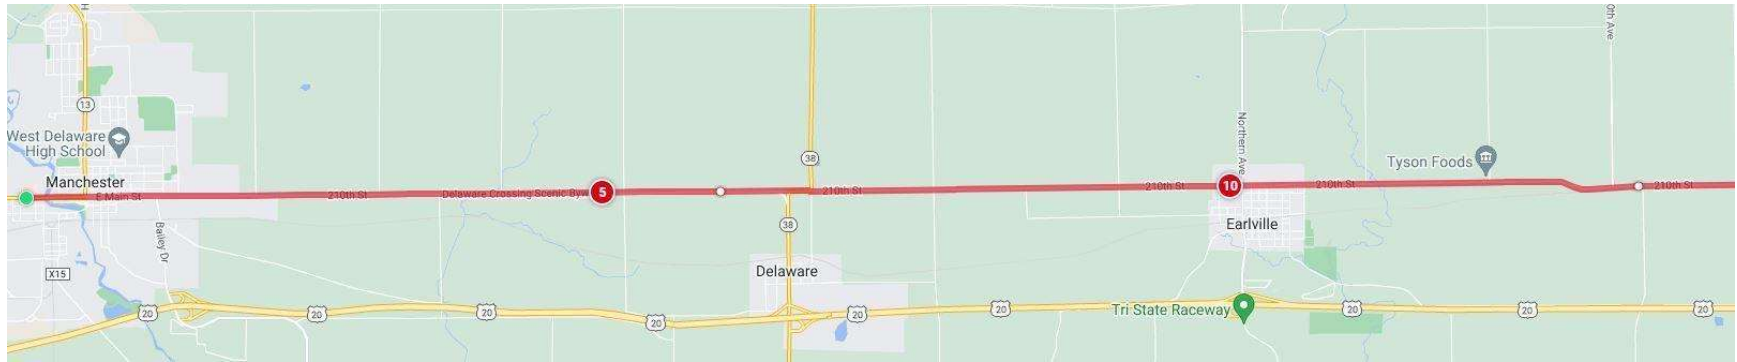 H
0th Ave
13
38
West Delaware
High School
Northern Ave
Tyson Foods
Manchester
E Main St
210th St
Delaware Crossing Scenic Byw
5
210th St
210th St
10
210th St
210th St
Bailey Dr
38
Earlville
X15
Delaware
20
20
20
20
20
20
Tri State Raceway
20
20
20